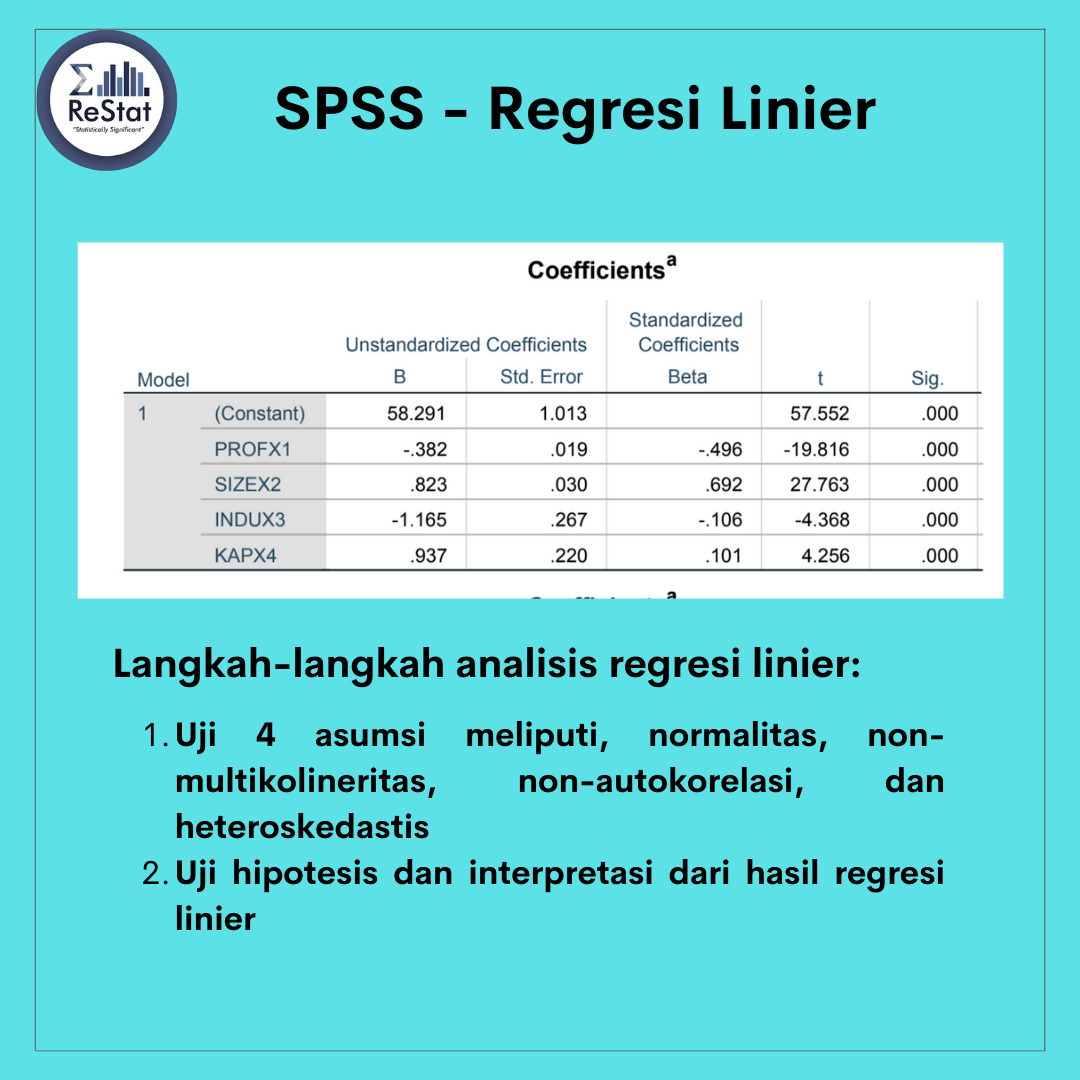 ReStat
"Statistically Significant"
SPSS - Regresi Linier
Coefficientsᵃ
Unstandardized Coefficients Standardized Coefficients
Model B Std. Error Beta t Sig.
1 (Constant) 58.291 1.013 57.552 .000
PROFX1 -.382 .019 -.496 -19.816 .000
SIZEX2 .823 .030 .692 27.763 .000
INDUX3 -1.165 .267 -.106 -4.368 .000
KAPX4 .937 .220 .101 4.256 .000
Langkah-langkah analisis regresi linier:
1. Uji 4 asumsi meliputi, normalitas, non-
multikolineritas, non-autokorelasi, dan
heteroskedastis
2. Uji hipotesis dan interpretasi dari hasil regresi
linier